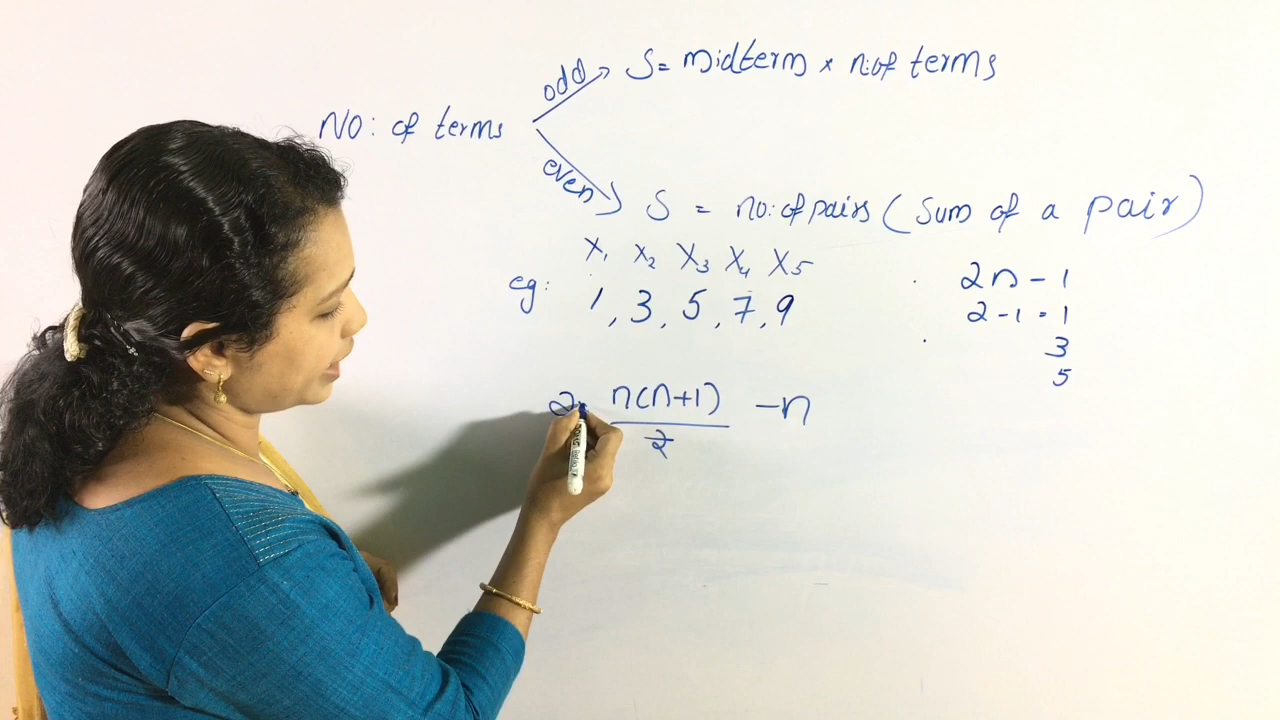 odd S = midterm × n:of terms
NO: of terms
even S = no: of pairs (Sum of a pair)
x₁ x₂ x₃ x₄ x₅
eg: 1, 3, 5, 7, 9
2n - 1
2 - 1 = 1
3
5
2 × n(n+1) / 2 - n